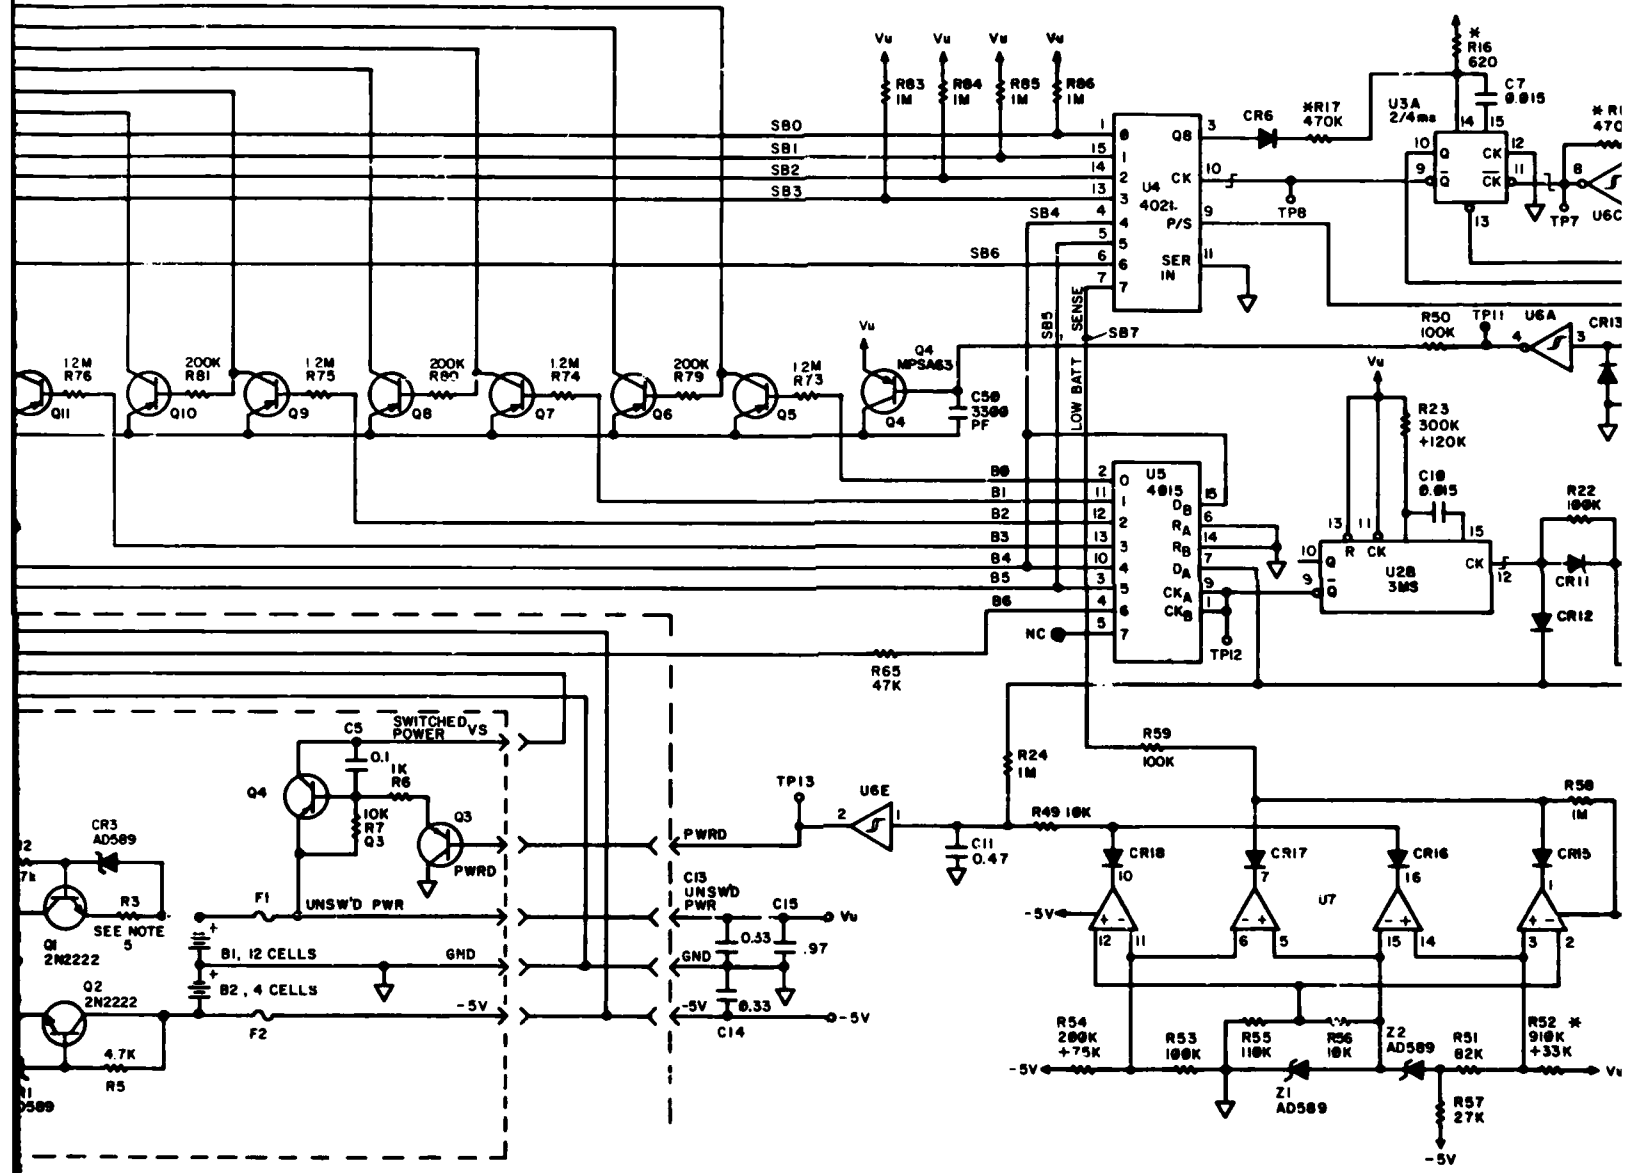 Vu Vu Vu Vu
R83 1M
R84 1M
R85 1M
R86 1M
*
R16
620
C7
0.015
U3A
2/4ms
14 15
CR6
*R17
470K
* R1
470
SB0 1 0 Q8 3
SB1 15 1
SB2 14 2 CK 10
SB3 13 3
U4
4021
SB4 4 4 P/S 9
5 5
SB6 6 6 SER IN 11
7 7
TP8
10 Q CK 12
9 Q CK 11
13
8
TP7
U6C
LOW BATT SENSE
SB5
SB7
R50
100K
TP11
U6A
4 3
CR13
12M
R76
Q11
200K
R81
Q10
12M
R75
Q9
200K
R80
Q8
12M
R74
Q7
200K
R79
Q6
12M
R73
Q5
Vu
Q4
MPSA63
Q4
C50
3300
PF
Vu
R23
300K
+120K
C10
0.015
R22
100K
U5
4015
B0 2 0
B1 11 1 DB 15
B2 12 2 RA 6
B3 13 3 RB 14
B4 10 4 DA 7
B5 3 5 CKA 9
B6 4 6 CKB 1
NC 5 7
TP12
13 11 15
R CK
10 Q
9 Q
U2B
3MS
CK 12
CR11
CR12
R65
47K
SWITCHED
POWER VS
C5
0.1
1K
R6
Q4
10K
R7
Q3
Q3
PWRD
CR3
AD589
12
7k
R3
SEE NOTE
5
Q1
2N2222
F1
UNSW'D PWR
+
B1, 12 CELLS
GND
+
B2, 4 CELLS
-5V
F2
Q2
2N2222
4.7K
R5
R1
D589
PWRD
TP13
U6E
2 1
C13
UNSW'D
PWR
C15
Vu
0.33
.97
GND
-5V
0.33
C14
-5V
R24
1M
R49 10K
C11
0.47
R59
100K
R58
1M
CR18
10
CR17
7
CR16
16
CR15
1
U7
-5V
+ -
12 11
- +
6 5
- +
15 14
+ -
3 2
R54
200K
+75K
-5V
R53
100K
R55
110K
R56
10K
Z1
AD589
Z2
AD589
R51
82K
R52 *
910K
+33K
Vu
R57
27K
-5V